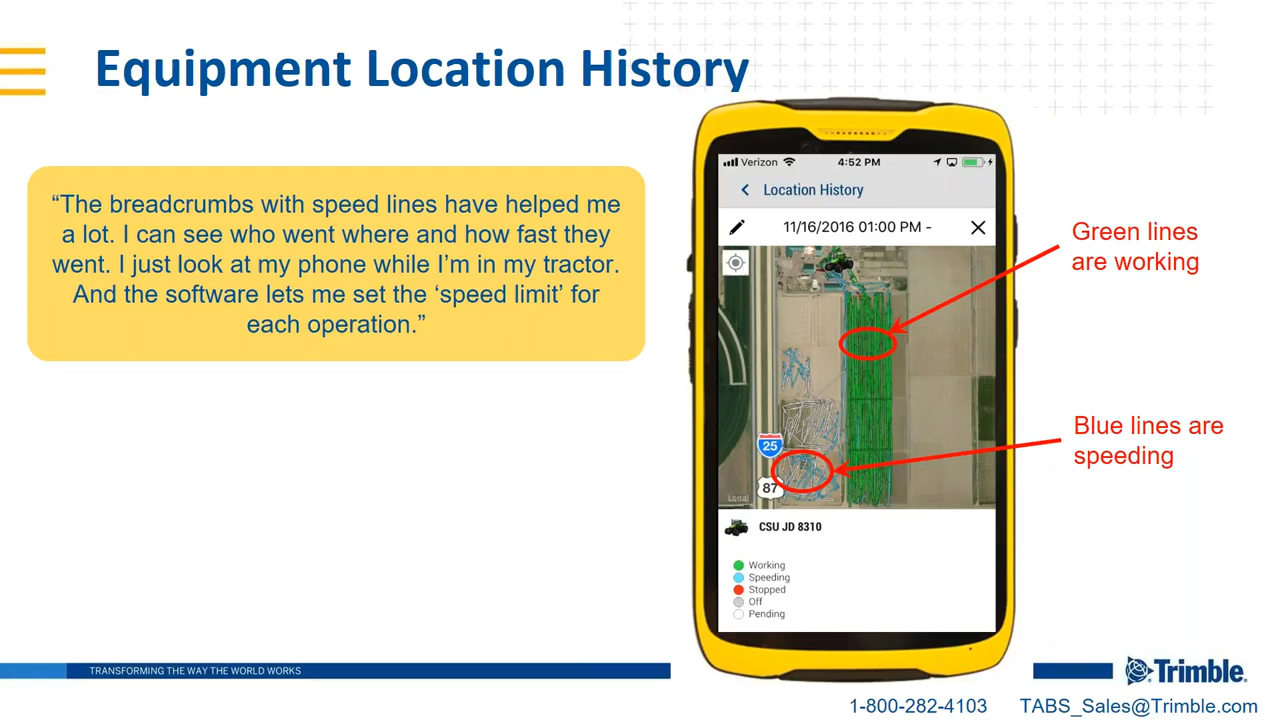 Equipment Location History
“The breadcrumbs with speed lines have helped me
a lot. I can see who went where and how fast they
went. I just look at my phone while I’m in my tractor.
And the software lets me set the ‘speed limit’ for
each operation.”
Verizon
4:52 PM
Location History
11/16/2016 01:00 PM -
25
87
Legal
CSU JD 8310
Working
Speeding
Stopped
Off
Pending
Green lines
are working
Blue lines are
speeding
TRANSFORMING THE WAY THE WORLD WORKS
Trimble
1-800-282-4103
TABS_Sales@Trimble.com